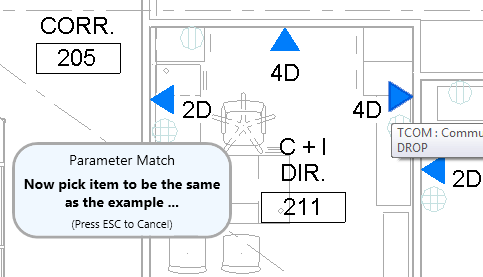 CORR.
205
4D
2D
4D
TCOM : Commu
DROP
C + I
DIR.
211
2D
Parameter Match
Now pick item to be the same
as the example ...
(Press ESC to Cancel)